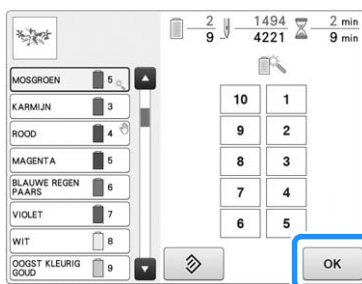 2
9
1494
4221
2 min
9 min
MOSGROEN 5
KARMIJN 3
ROOD 4
MAGENTA 5
BLAUWE REGEN
PAARS 6
VIOLET 7
WIT 8
OOGST KLEURIG
GOUD 9
10 1
9 2
8 3
7 4
6 5
OK